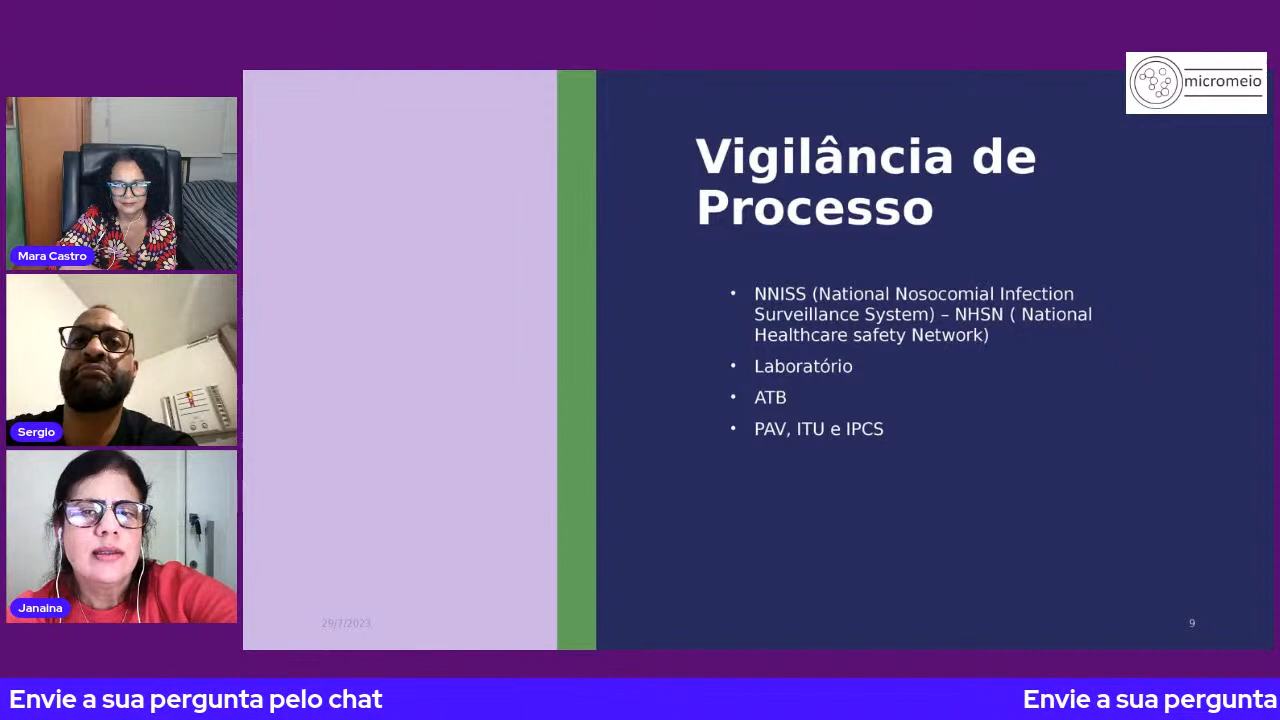 micromeio
Vigilância de
Processo
• NNISS (National Nosocomial Infection
Surveillance System) – NHSN ( National
Healthcare safety Network)
• Laboratório
• ATB
• PAV, ITU e IPCS
29/7/2023
9
Mara Castro
Sergio
Janaina
Envie a sua pergunta pelo chat
Envie a sua pergunta